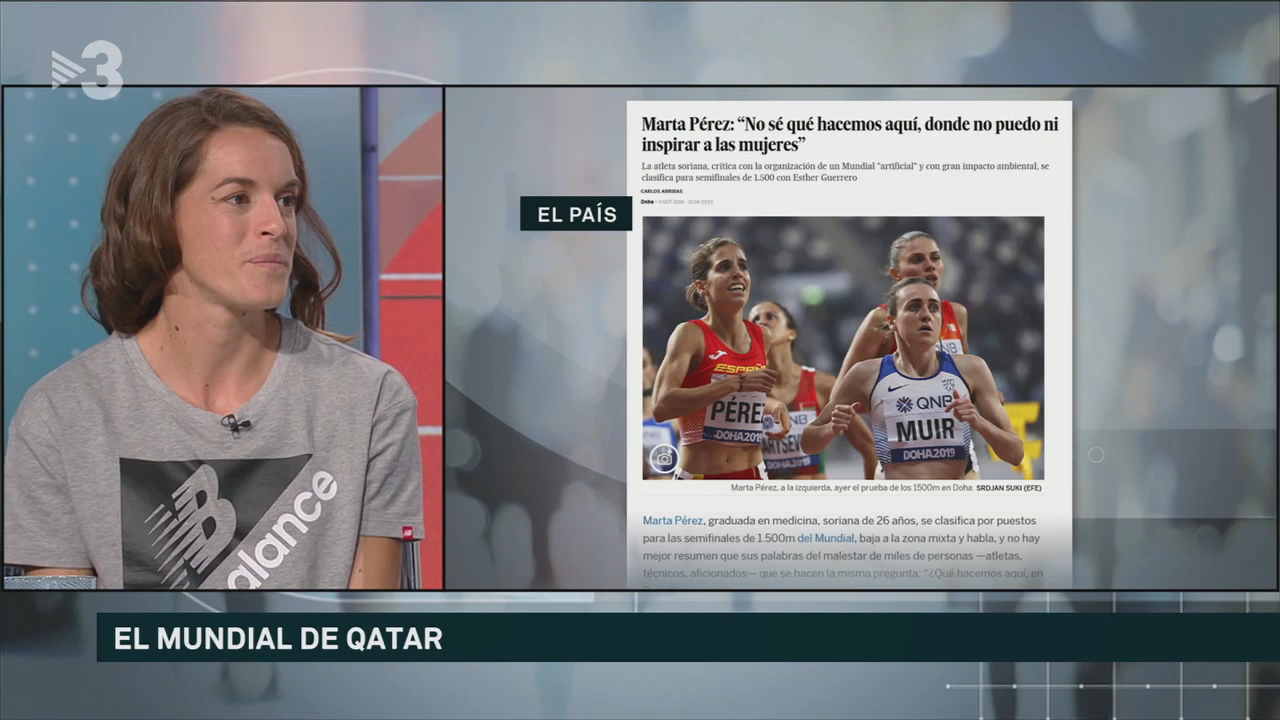 3
Marta Pérez: “No sé qué hacemos aquí, donde no puedo ni
inspirar a las mujeres”
La atleta soriana, crítica con la organización de un Mundial "artificial" y con gran impacto ambiental, se
clasifica para semifinales de 1.500 con Esther Guerrero
CARLOS ARRIBAS
Doha
EL PAÍS
ESPAÑ
PÉREZ
DOHA2019
QNB
MUIR
DOHA2019
Marta Pérez, a la izquierda, ayer el prueba de los 1500m en Doha. SRDJAN SUKI (EFE)
Marta Pérez, graduada en medicina, soriana de 26 años, se clasifica por puestos
para las semifinales de 1.500m del Mundial, baja a la zona mixta y habla, y no hay
mejor resumen que sus palabras del malestar de miles de personas —atletas,
técnicos, aficionados— que se hacen la misma pregunta: “¿Qué hacemos aquí, en
balance
EL MUNDIAL DE QATAR